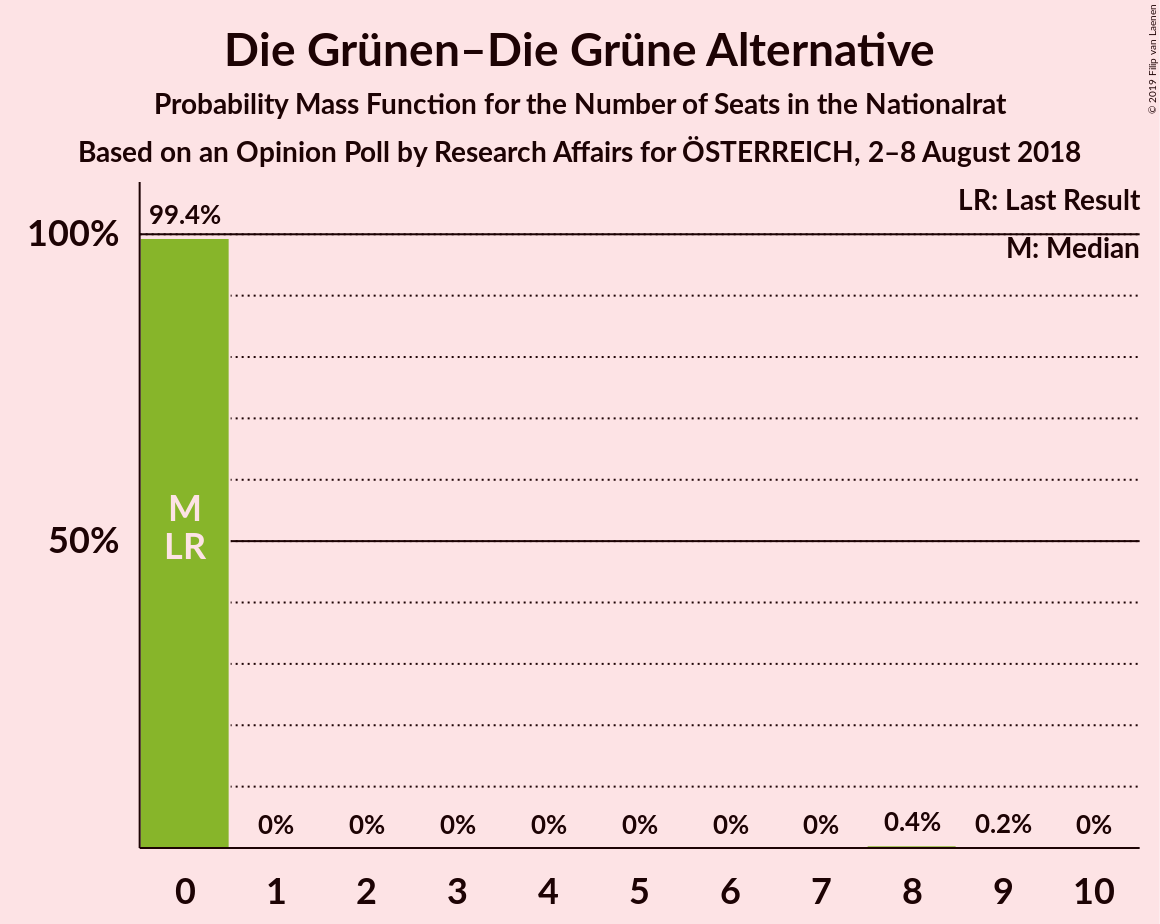 Die Grünen–Die Grüne Alternative
Probability Mass Function for the Number of Seats in the Nationalrat
Based on an Opinion Poll by Research Affairs for ÖSTERREICH, 2–8 August 2018
© 2019 Filip van Laenen
LR: Last Result
M: Median
99.4%
100%
50%
M
LR
0% 0% 0% 0% 0% 0% 0% 0.4% 0.2% 0%
0 1 2 3 4 5 6 7 8 9 10